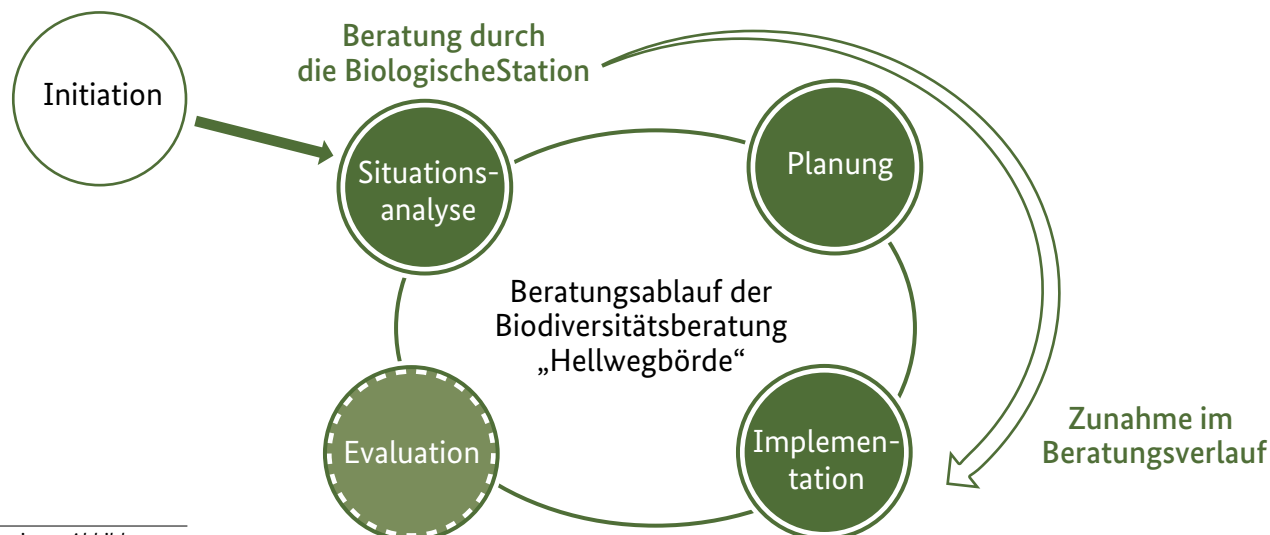 Beratung durch
die BiologischeStation
Initiation
Situations-
analyse
Planung
Beratungsablauf der
Biodiversitätsberatung
„Hellwegbörde“
Evaluation
Implemen-
tation
Zunahme im
Beratungsverlauf